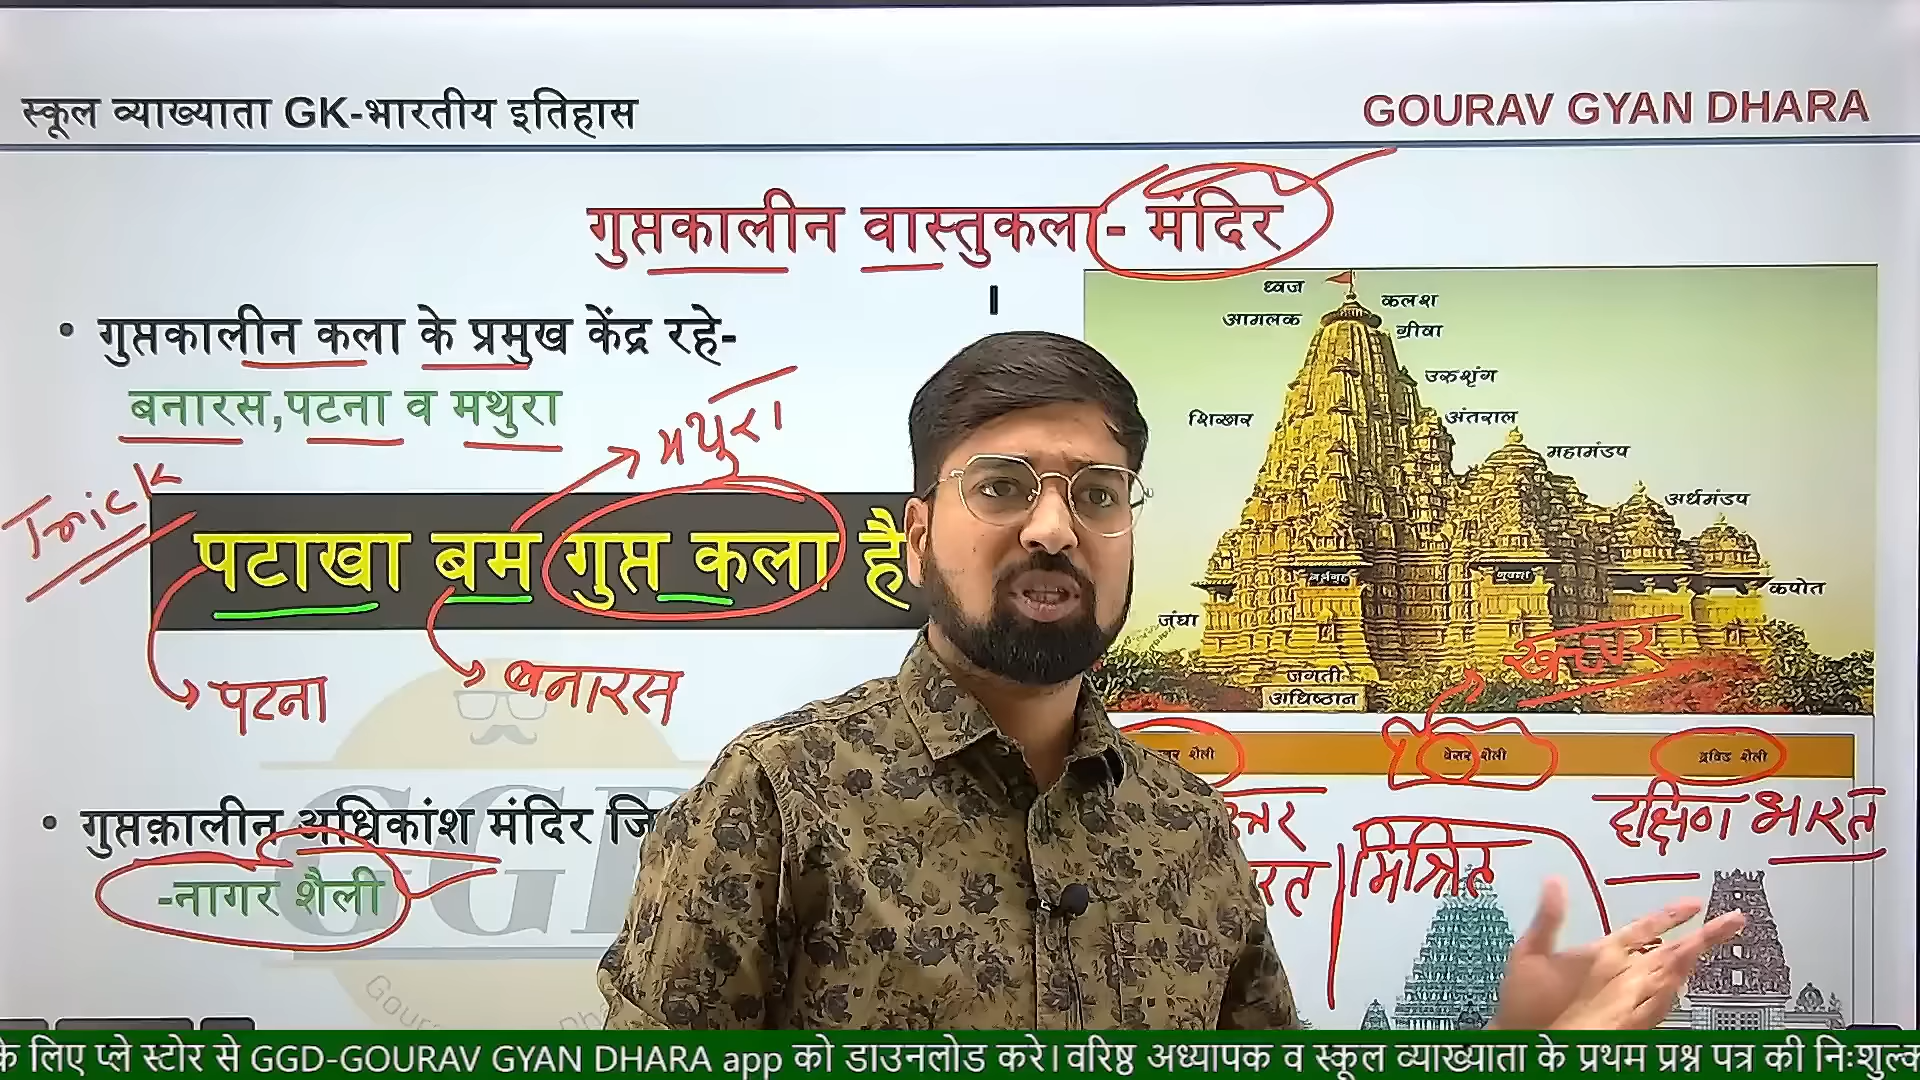 स्कूल व्याख्याता GK-भारतीय इतिहास
GOURAV GYAN DHARA
गुप्तकालीन वास्तुकला - मंदिर
• गुप्तकालीन कला के प्रमुख केंद्र रहे-
बनारस,पटना व मथुरा
मथुरा
Trick
पटाखा बम गुप्त कला है
पटना
बनारस
• गुप्तक़ालीन अधिकांश मंदिर
-नागर शैली
ध्वज
कलश
आमलक
ग्रीवा
उरुशृंग
शिखर
अंतराल
महामंडप
अर्धमंडप
कपोत
जंघा
जगती
अधिष्ठान
खच्चर
शैली
वेसर शैली
द्रविड शैली
मिश्रित
दक्षिण भारत
के लिए प्ले स्टोर से GGD-GOURAV GYAN DHARA app को डाउनलोड करे। वरिष्ठ अध्यापक व स्कूल व्याख्याता के प्रथम प्रश्न पत्र की निःशुल्क